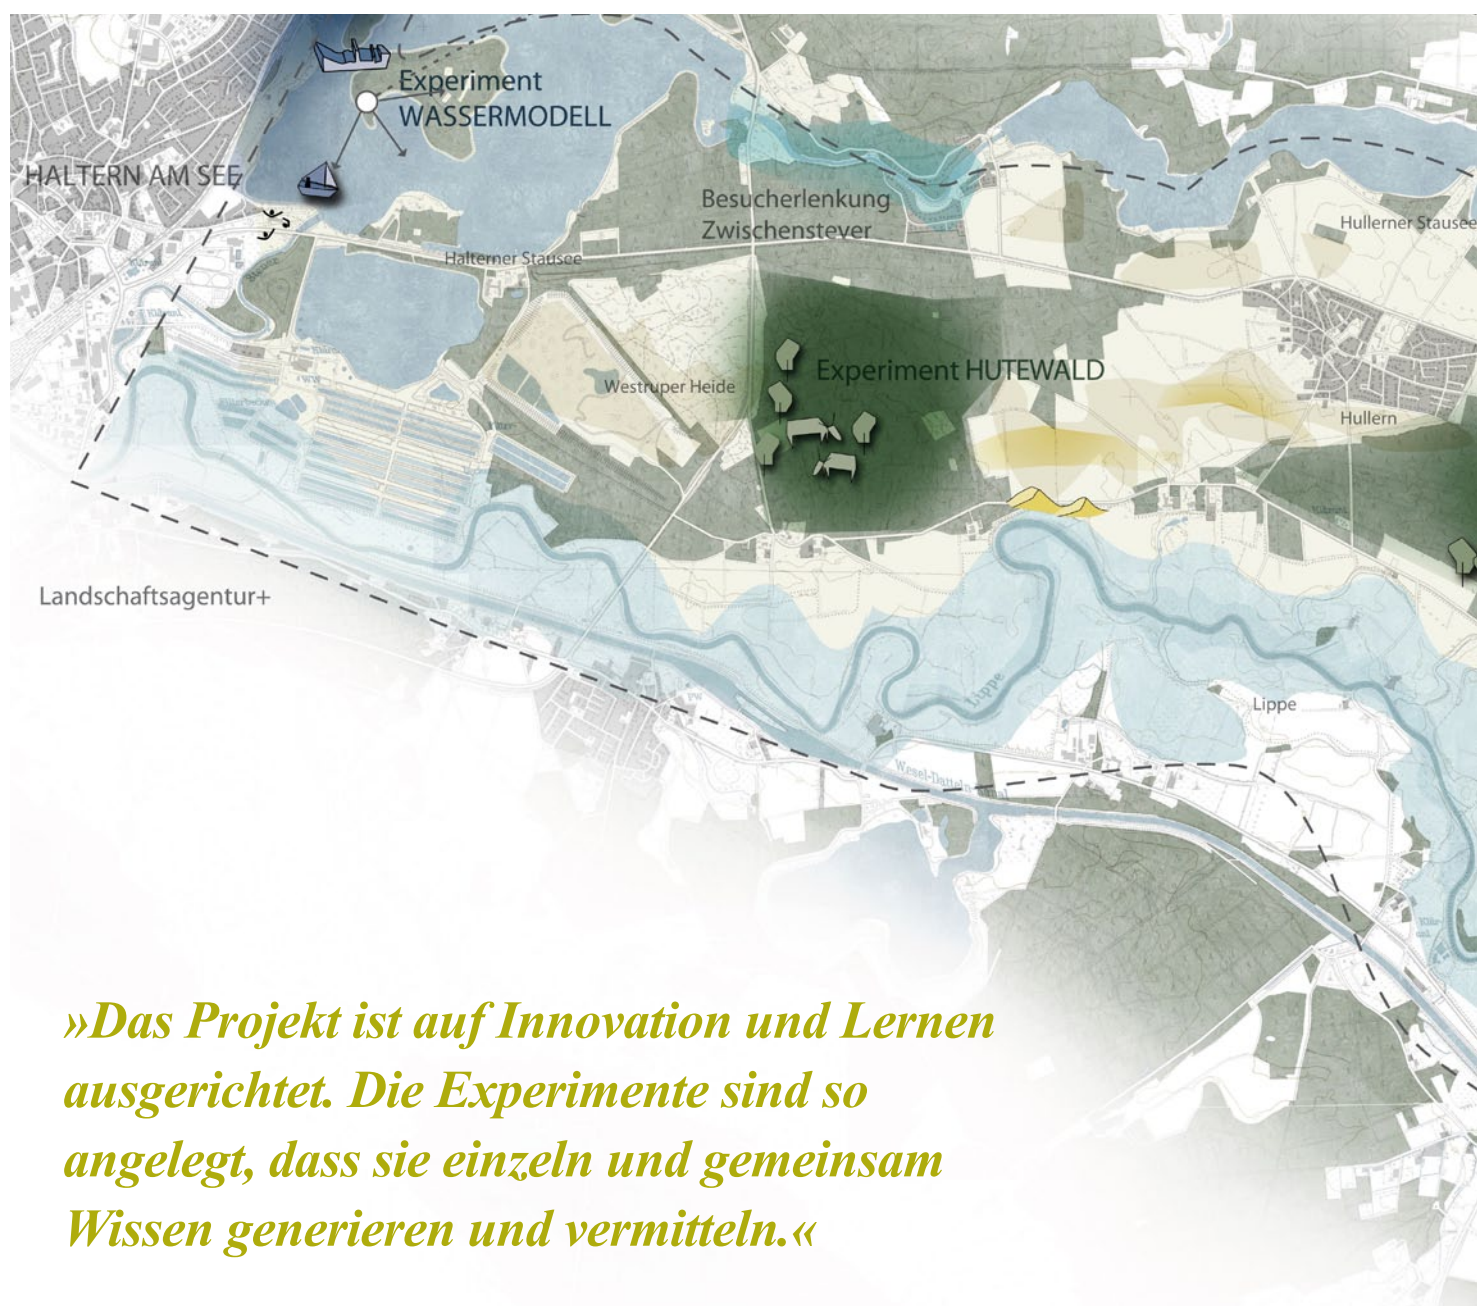 Experiment
WASSERMODELL
HALTERN AM SEE
Besucherlenkung
Zwischenstever
Hullerner Stausee
Halterner Stausee
Experiment HUTEWALD
Westruper Heide
Hullern
Landschaftsagentur+
Lippe
Lippe
Wesel-Datteln
»Das Projekt ist auf Innovation und Lernen
ausgerichtet. Die Experimente sind so
angelegt, dass sie einzeln und gemeinsam
Wissen generieren und vermitteln.«